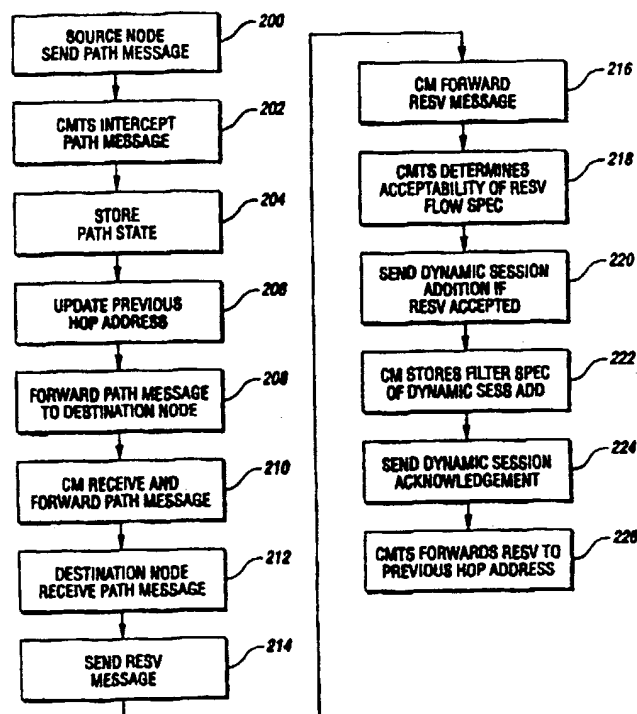 SOURCE NODE
SEND PATH MESSAGE
200
CMTS INTERCEPT
PATH MESSAGE
202
STORE
PATH STATE
204
UPDATE PREVIOUS
HOP ADDRESS
206
FORWARD PATH MESSAGE
TO DESTINATION NODE
208
CM RECEIVE AND
FORWARD PATH MESSAGE
210
DESTINATION NODE
RECEIVE PATH MESSAGE
212
SEND RESV
MESSAGE
214
CM FORWARD
RESV MESSAGE
216
CMTS DETERMINES
ACCEPTABILITY OF RESV
FLOW SPEC
218
SEND DYNAMIC SESSION
ADDITION IF
RESV ACCEPTED
220
CM STORES FILTER SPEC
OF DYNAMIC SESS ADD
222
SEND DYNAMIC SESSION
ACKNOWLEDGEMENT
224
CMTS FORWARDS RESV TO
PREVIOUS HOP ADDRESS
226